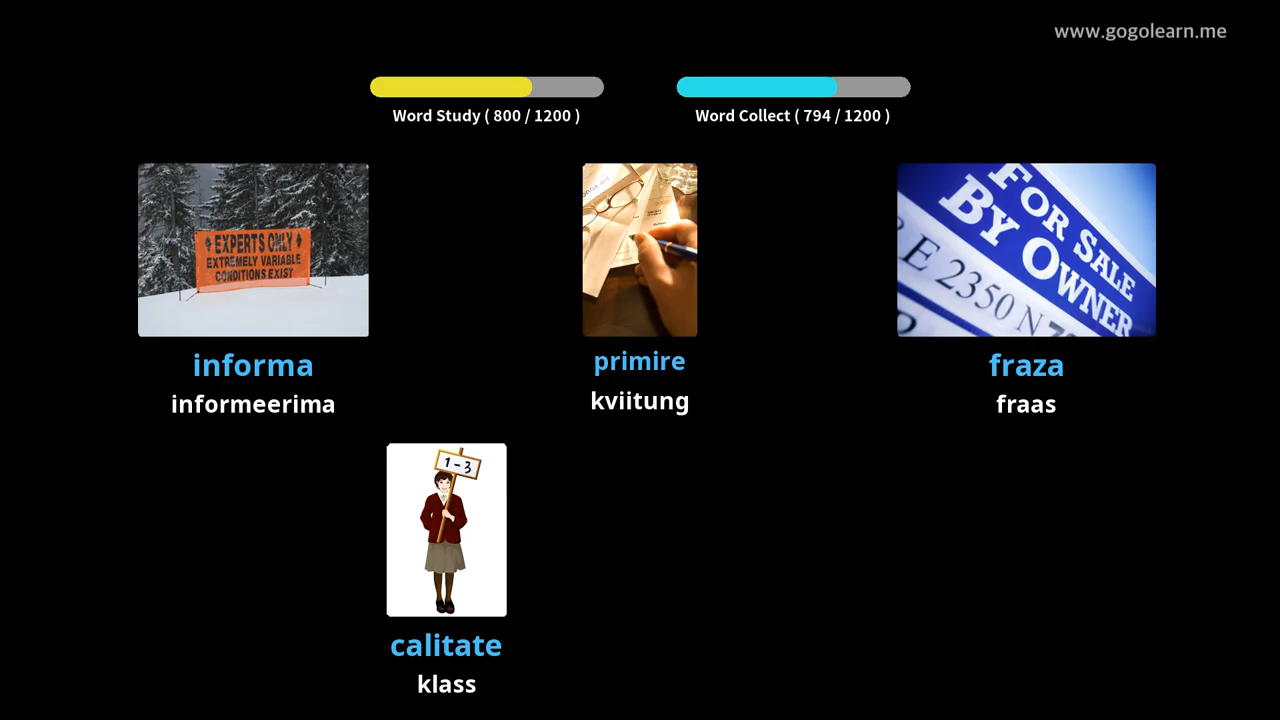 www.gogolearn.me
Word Study ( 800 / 1200 )
Word Collect ( 794 / 1200 )
EXPERTS ONLY
EXTREMELY VARIABLE
CONDITIONS EXIST
FOR SALE
BY OWNER
E 2350 N
informa
informeerima
primire
kviitung
fraza
fraas
1-3
calitate
klass